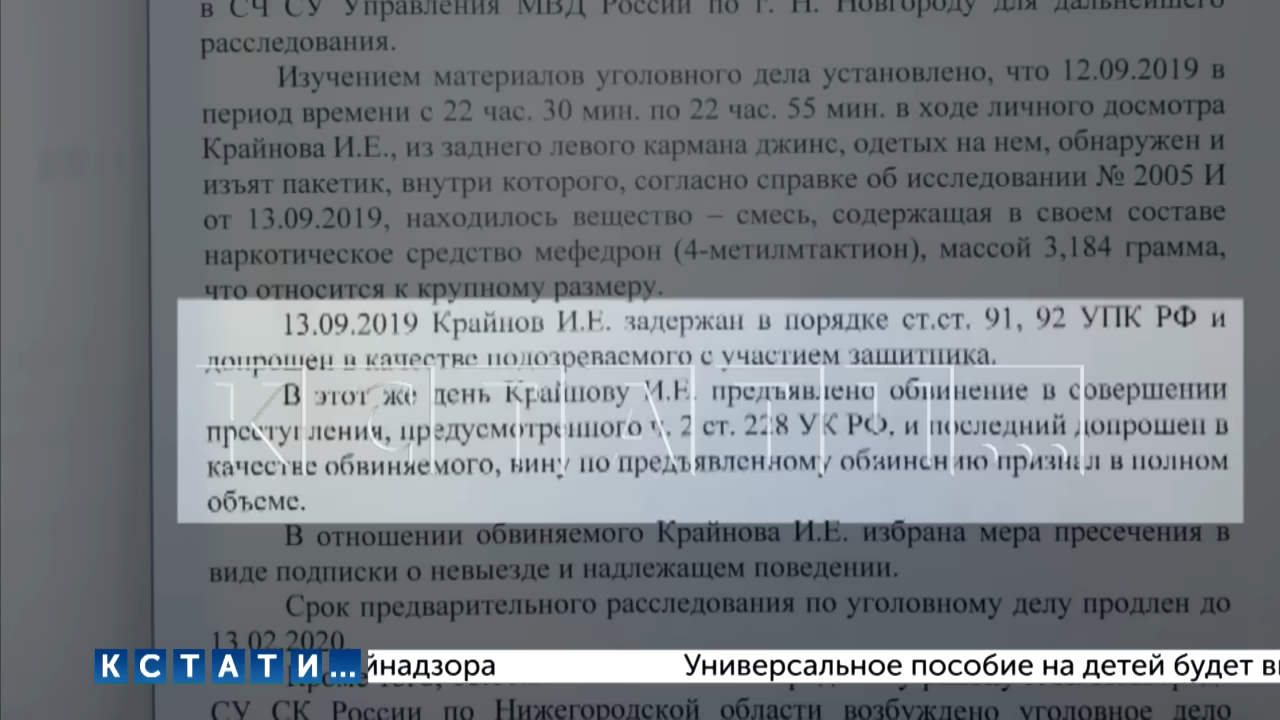 в СЧ СУ Управления МВД России по г. Н. Новгороду для дальнейшего
расследования.
Изучением материалов уголовного дела установлено, что 12.09.2019 в
период времени с 22 час. 30 мин. по 22 час. 55 мин. в ходе личного досмотра
Крайнова И.Е., из заднего левого кармана джинс, одетых на нем, обнаружен и
изъят пакетик, внутри которого, согласно справке об исследовании № 2005 И
от 13.09.2019, находилось вещество – смесь, содержащая в своем составе
наркотическое средство мефедрон (4-метилмтактион), массой 3,184 грамма,
что относится к крупному размеру.
13.09.2019 Крайнов И.Е. задержан в порядке ст.ст. 91, 92 УПК РФ и
допрошен в качестве подозреваемого с участием защитника.
В этот же день Крайнову И.Е. предъявлено обвинение в совершении
преступления, предусмотренного ч. 2 ст. 228 УК РФ, и последний допрошен в
качестве обвиняемого, вину по предъявленному обвинению признал в полном
объеме.
КСТАТИ...
В отношении обвиняемого Крайнова И.Е. избрана мера пресечения в
виде подписки о невыезде и надлежащем поведении.
Срок предварительного расследования по уголовному делу продлен до
13.02.2020
КСТАТИ... йнадзора Универсальное пособие на детей будет
СУ СК России по Нижегородской области возбуждено уголовное дело